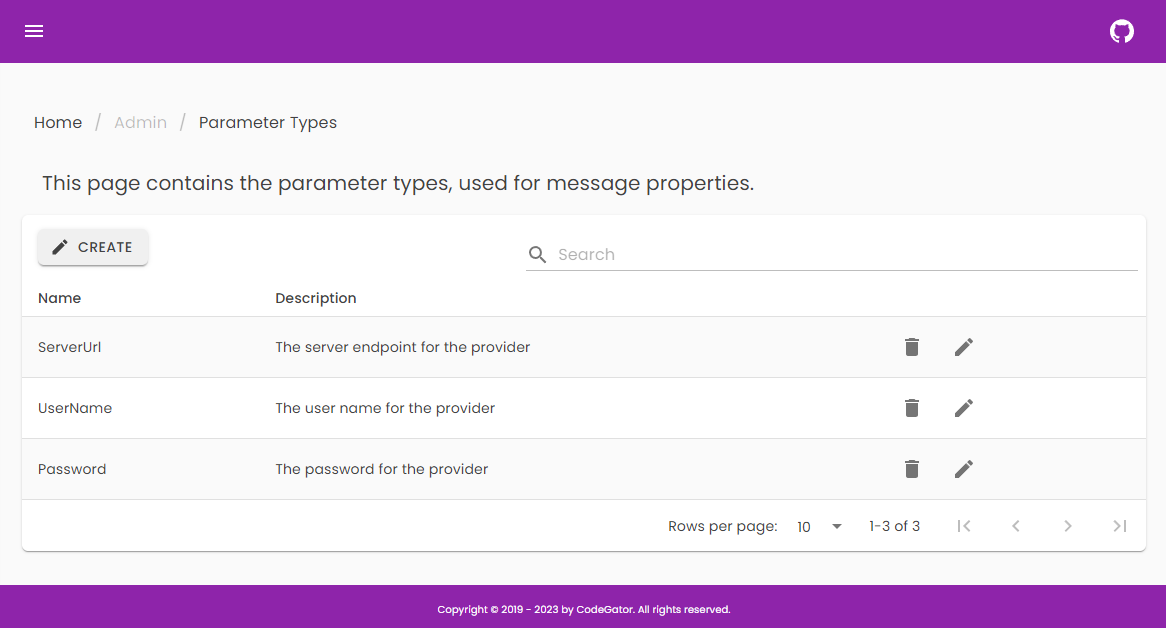 Home / Admin / Parameter Types
This page contains the parameter types, used for message properties.
CREATE
Search
Name Description
ServerUrl The server endpoint for the provider
UserName The user name for the provider
Password The password for the provider
Rows per page: 10 1-3 of 3
Copyright © 2019 - 2023 by CodeGator. All rights reserved.